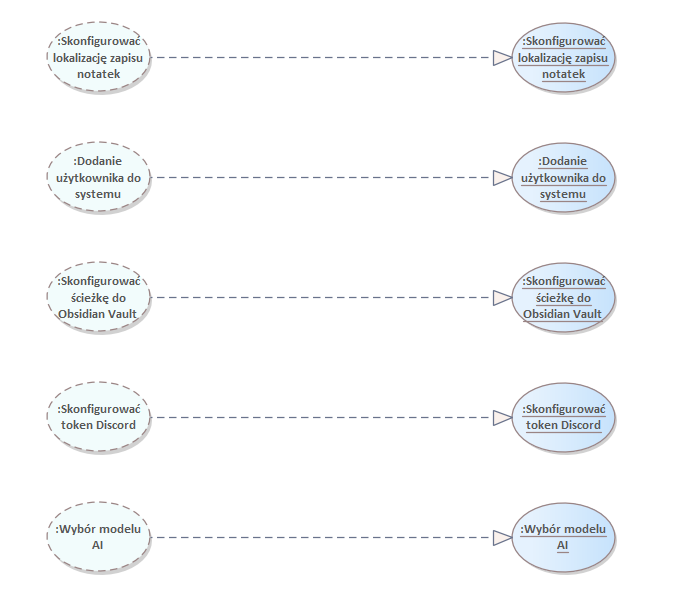 :Skonfigurować
lokalizację zapisu
notatek
:Skonfigurować
lokalizację zapisu
notatek
:Dodanie
użytkownika do
systemu
:Dodanie
użytkownika do
systemu
:Skonfigurować
ścieżkę do
Obsidian Vault
:Skonfigurować
ścieżkę do
Obsidian Vault
:Skonfigurować
token Discord
:Skonfigurować
token Discord
:Wybór modelu
AI
:Wybór modelu
AI